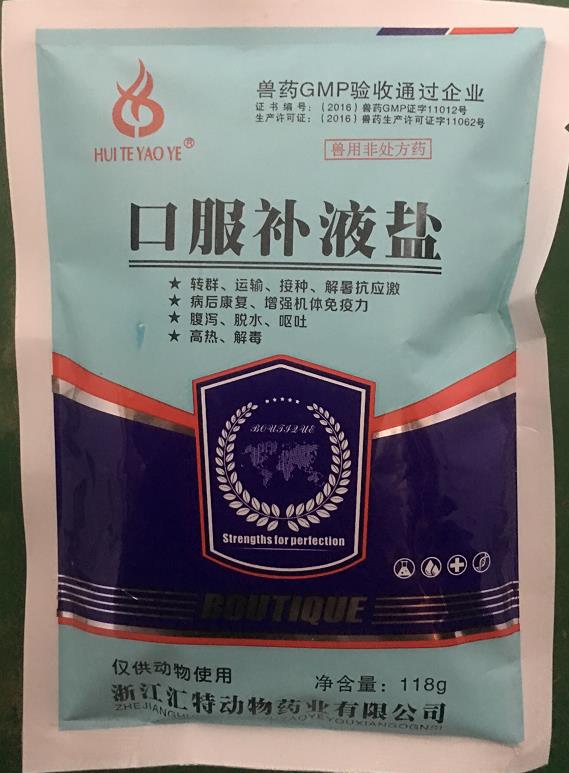 兽药GMP验收通过企业
证书编号:(2016)兽药GMP证字11012号
生产许可证:(2016)兽药生产许可证字11062号
HUI TE YAO YE®
兽用非处方药
口服补液盐
★ 转群、运输、接种、解暑抗应激
★ 病后康复、增强机体免疫力
★ 腹泻、脱水、呕吐
★ 高热、解毒
BOUTIQUE
Strengths for perfection
BOUTIQUE
仅供动物使用
净含量:118g
浙江汇特动物药业有限公司